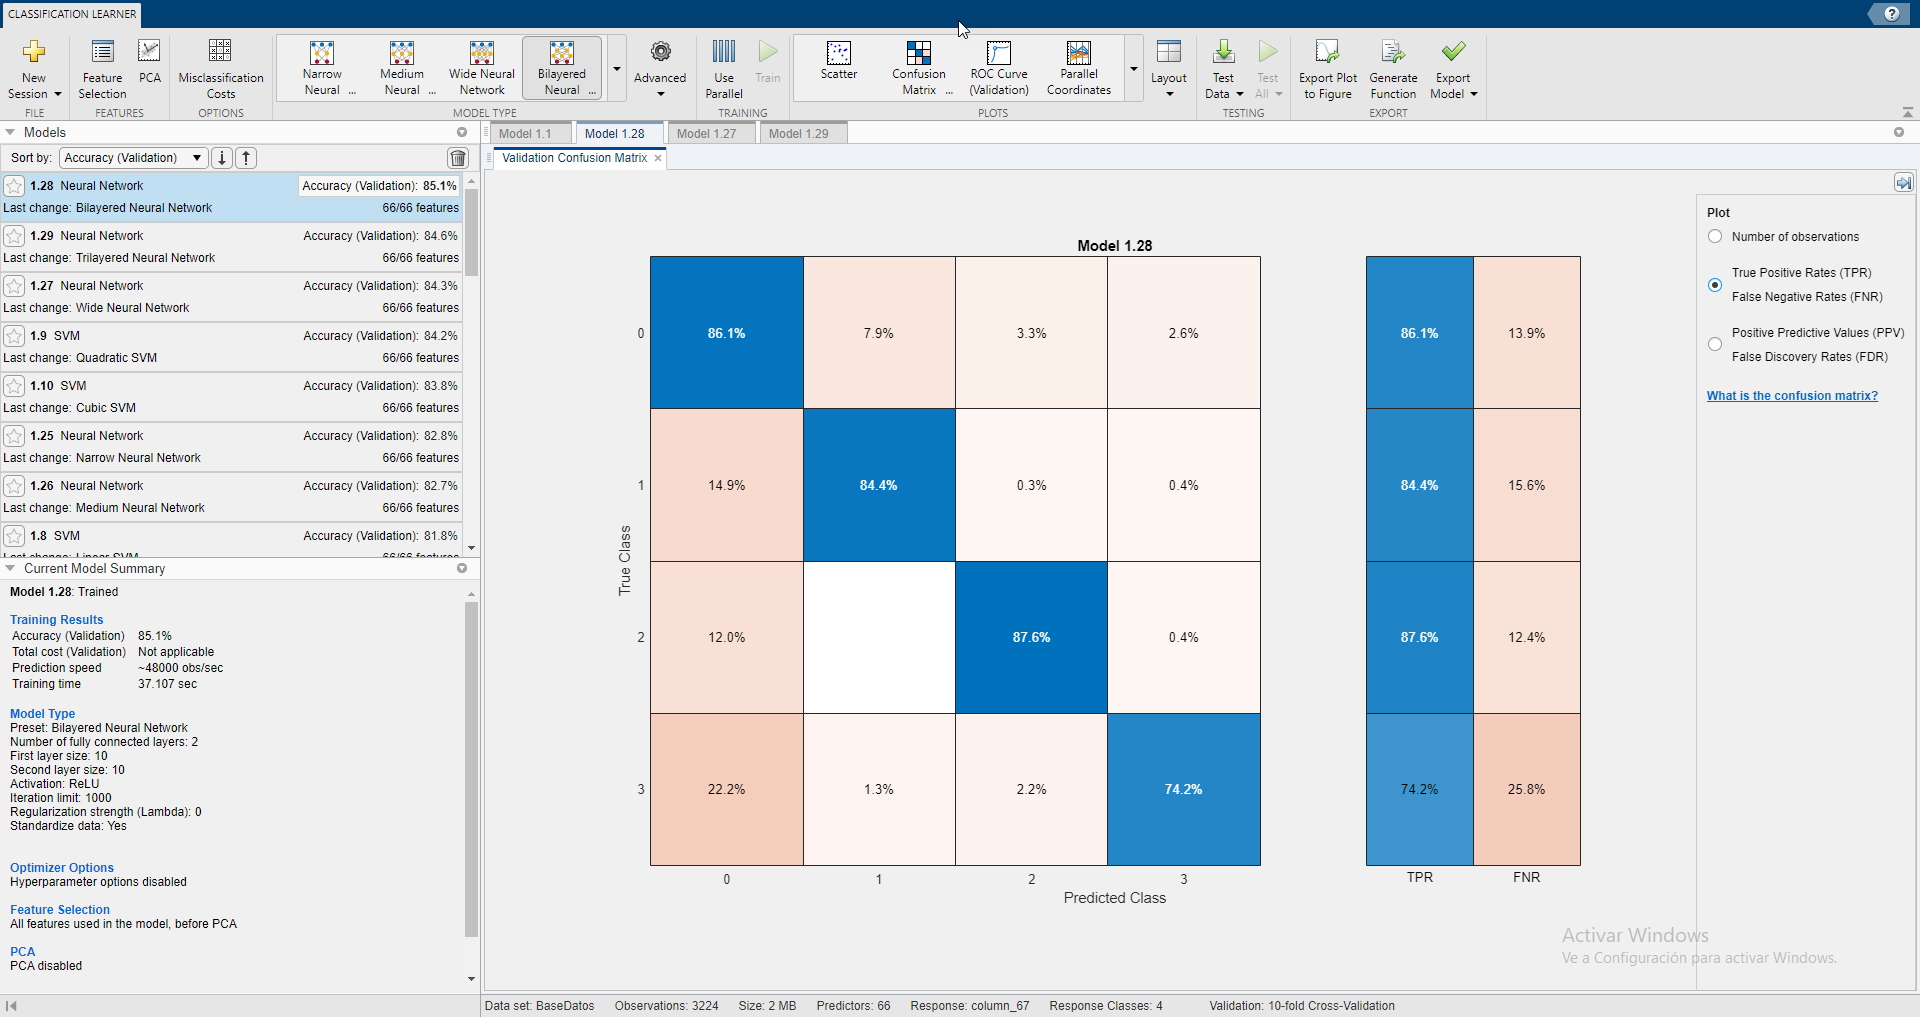 CLASSIFICATION LEARNER
New Session
Feature Selection
PCA
Misclassification Costs
Narrow Neural ...
Medium Neural ...
Wide Neural Network
Bilayered Neural ...
Advanced
Use Parallel
Train
Scatter
Confusion Matrix ...
ROC Curve (Validation)
Parallel Coordinates
Layout
Test Data
Test All
Export Plot to Figure
Generate Function
Export Model
FILE
FEATURES
OPTIONS
MODEL TYPE
TRAINING
PLOTS
TESTING
EXPORT
Models
Sort by: Accuracy (Validation)
1.28 Neural Network Accuracy (Validation): 85.1%
Last change: Bilayered Neural Network 66/66 features
1.29 Neural Network Accuracy (Validation): 84.6%
Last change: Trilayered Neural Network 66/66 features
1.27 Neural Network Accuracy (Validation): 84.3%
Last change: Wide Neural Network 66/66 features
1.9 SVM Accuracy (Validation): 84.2%
Last change: Quadratic SVM 66/66 features
1.10 SVM Accuracy (Validation): 83.8%
Last change: Cubic SVM 66/66 features
1.25 Neural Network Accuracy (Validation): 82.8%
Last change: Narrow Neural Network 66/66 features
1.26 Neural Network Accuracy (Validation): 82.7%
Last change: Medium Neural Network 66/66 features
1.8 SVM Accuracy (Validation): 81.8%
Last change: Linear SVM 66/66 features
Current Model Summary
Model 1.28: Trained
Training Results
Accuracy (Validation) 85.1%
Total cost (Validation) Not applicable
Prediction speed ~48000 obs/sec
Training time 37.107 sec
Model Type
Preset: Bilayered Neural Network
Number of fully connected layers: 2
First layer size: 10
Second layer size: 10
Activation: ReLU
Iteration limit: 1000
Regularization strength (Lambda): 0
Standardize data: Yes
Optimizer Options
Hyperparameter options disabled
Feature Selection
All features used in the model, before PCA
PCA
PCA disabled
Model 1.1
Model 1.28
Model 1.27
Model 1.29
Validation Confusion Matrix
Model 1.28
True Class
0 86.1% 7.9% 3.3% 2.6% 86.1% 13.9%
1 14.9% 84.4% 0.3% 0.4% 84.4% 15.6%
2 12.0% 87.6% 0.4% 87.6% 12.4%
3 22.2% 1.3% 2.2% 74.2% 74.2% 25.8%
0 1 2 3 TPR FNR
Predicted Class
Plot
Number of observations
True Positive Rates (TPR)
False Negative Rates (FNR)
Positive Predictive Values (PPV)
False Discovery Rates (FDR)
What is the confusion matrix?
Activar Windows
Ve a Configuración para activar Windows.
Data set: BaseDatos Observations: 3224 Size: 2 MB Predictors: 66 Response: column_67 Response Classes: 4 Validation: 10-fold Cross-Validation